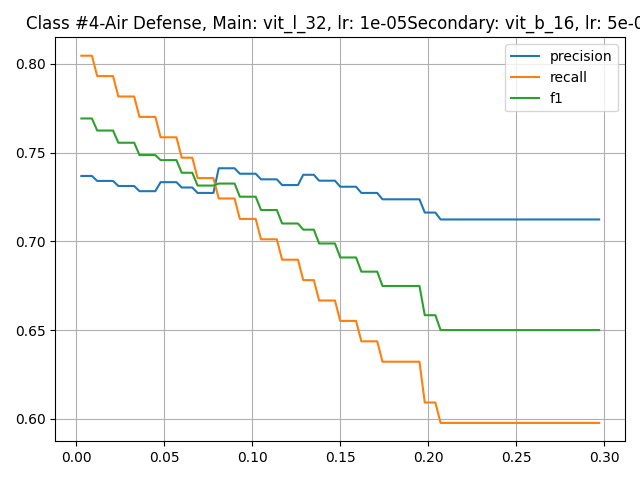 Class #4-Air Defense, Main: vit_l_32, lr: 1e-05Secondary: vit_b_16, lr: 5e-0
precision
recall
f1
0.80
0.75
0.70
0.65
0.60
0.00 0.05 0.10 0.15 0.20 0.25 0.30